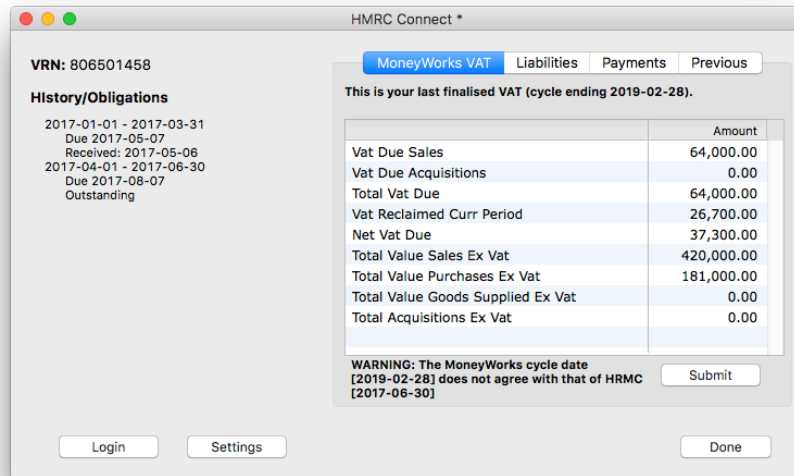 HMRC Connect *
VRN: 806501458
HIstory/Obligations
2017-01-01 - 2017-03-31
Due 2017-05-07
Received: 2017-05-06
2017-04-01 - 2017-06-30
Due 2017-08-07
Outstanding
MoneyWorks VAT Liabilities Payments Previous
This is your last finalised VAT (cycle ending 2019-02-28).
Amount
Vat Due Sales 64,000.00
Vat Due Acquisitions 0.00
Total Vat Due 64,000.00
Vat Reclaimed Curr Period 26,700.00
Net Vat Due 37,300.00
Total Value Sales Ex Vat 420,000.00
Total Value Purchases Ex Vat 181,000.00
Total Value Goods Supplied Ex Vat 0.00
Total Acquisitions Ex Vat 0.00
WARNING: The MoneyWorks cycle date
[2019-02-28] does not agree with that of HRMC
[2017-06-30]
Submit
Login Settings Done